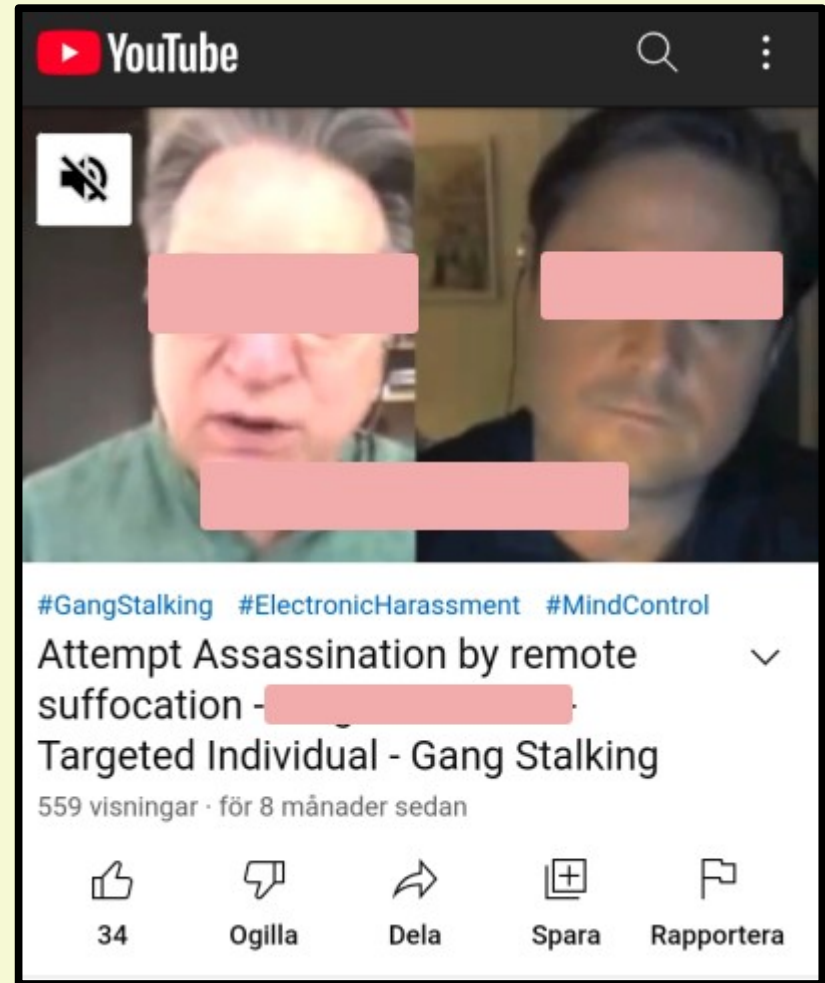 YouTube
#GangStalking #ElectronicHarassment #MindControl
Attempt Assassination by remote
suffocation - -
Targeted Individual - Gang Stalking
559 visningar · för 8 månader sedan
34 Ogilla Dela Spara Rapportera